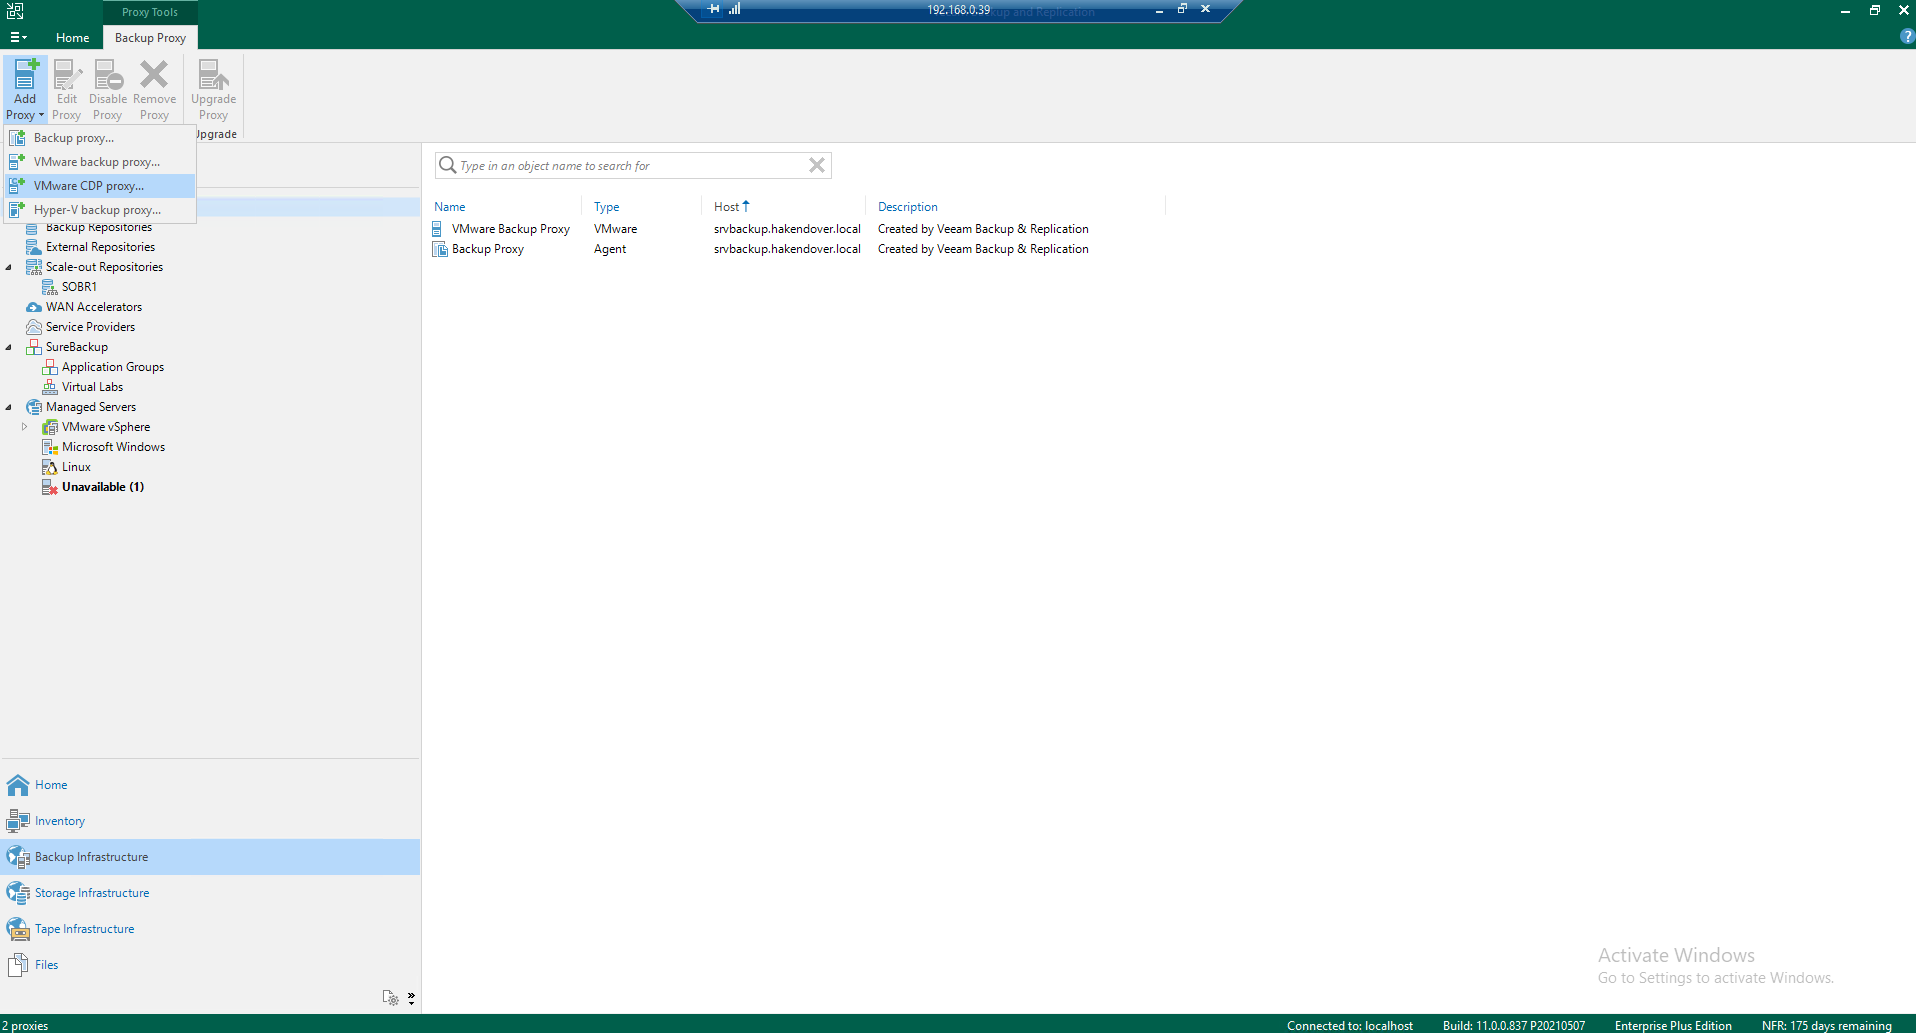 Proxy Tools
192.168.0.39
kup and Replication
Home
Backup Proxy
Add Proxy
Edit Proxy
Disable Proxy
Remove Proxy
Upgrade Proxy
pgrade
Backup proxy...
VMware backup proxy...
VMware CDP proxy...
Hyper-V backup proxy...
Backup Repositories
External Repositories
Scale-out Repositories
SOBR1
WAN Accelerators
Service Providers
SureBackup
Application Groups
Virtual Labs
Managed Servers
VMware vSphere
Microsoft Windows
Linux
Unavailable (1)
Home
Inventory
Backup Infrastructure
Storage Infrastructure
Tape Infrastructure
Files
Type in an object name to search for
Name Type Host Description
VMware Backup Proxy VMware srvbackup.hakendover.local Created by Veeam Backup & Replication
Backup Proxy Agent srvbackup.hakendover.local Created by Veeam Backup & Replication
Activate Windows
Go to Settings to activate Windows.
2 proxies
Connected to: localhost Build: 11.0.0.837 P20210507 Enterprise Plus Edition NFR: 175 days remaining